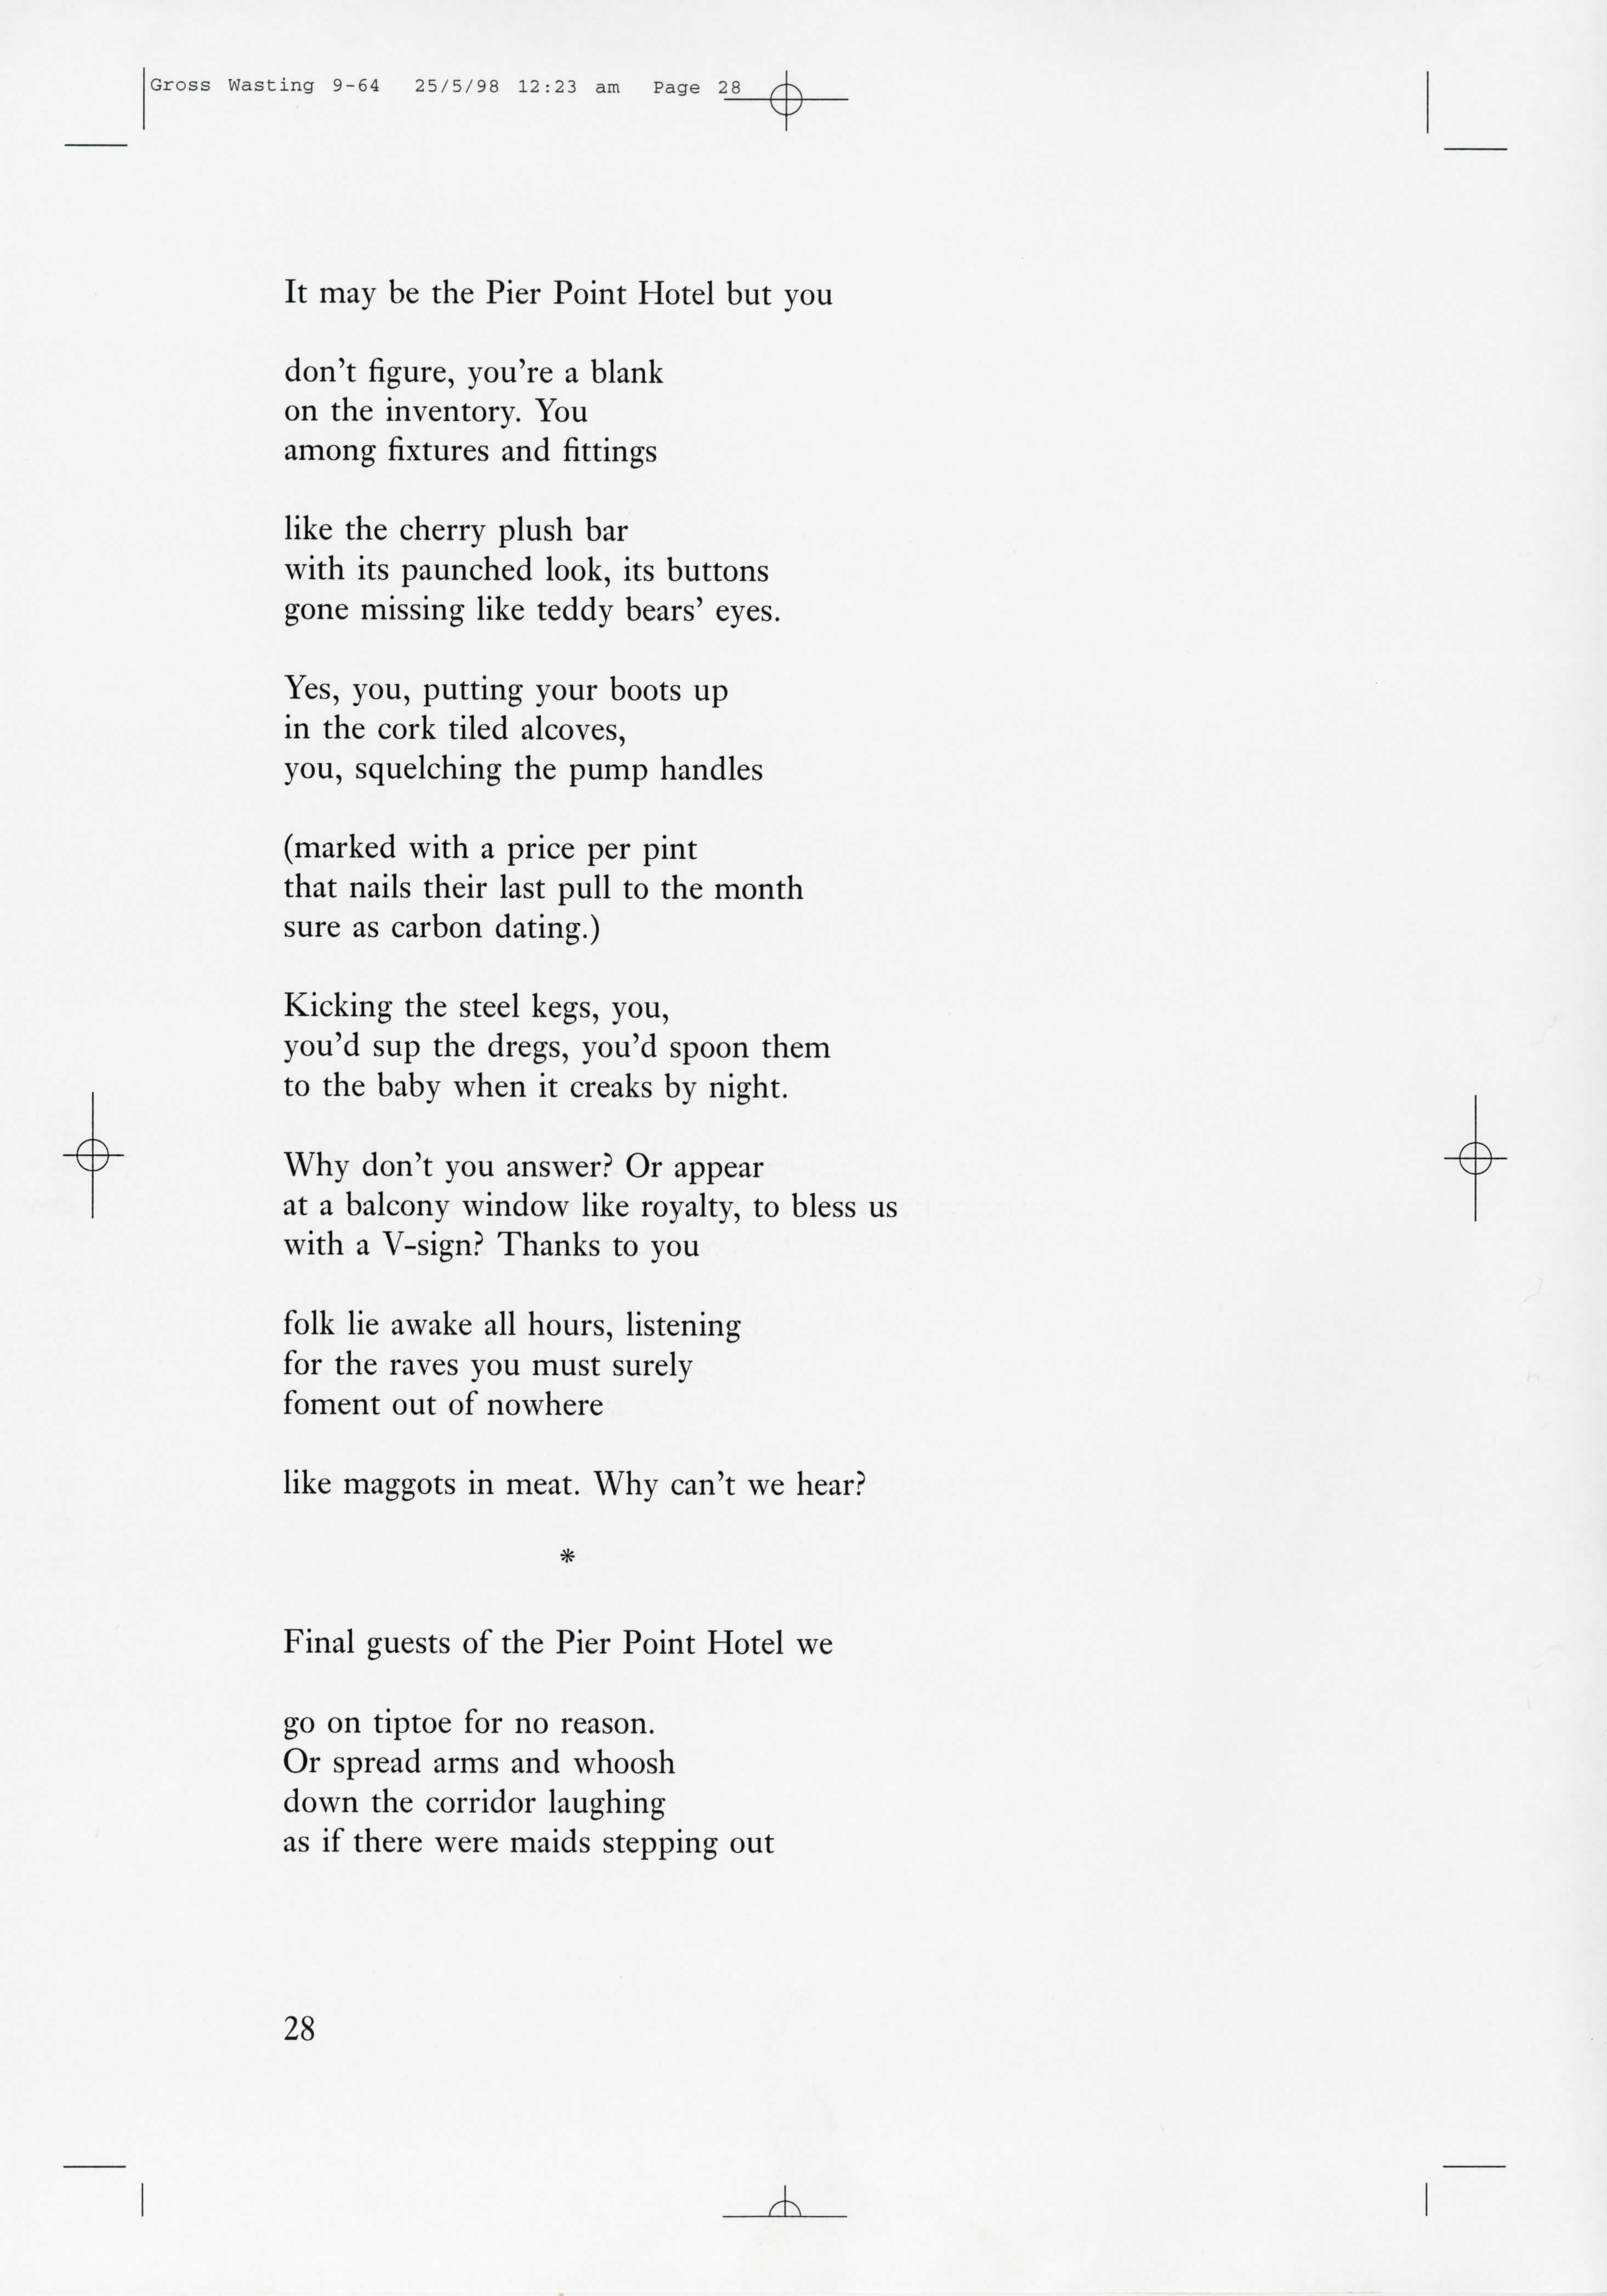 Gross Wasting 9-64 25/5/98 12:23 am Page 28
It may be the Pier Point Hotel but you
don't figure, you're a blank
on the inventory. You
among fixtures and fittings
like the cherry plush bar
with its paunched look, its buttons
gone missing like teddy bears' eyes.
Yes, you, putting your boots up
in the cork tiled alcoves,
you, squelching the pump handles
(marked with a price per pint
that nails their last pull to the month
sure as carbon dating.)
Kicking the steel kegs, you,
you'd sup the dregs, you'd spoon them
to the baby when it creaks by night.
Why don't you answer? Or appear
at a balcony window like royalty, to bless us
with a V-sign? Thanks to you
folk lie awake all hours, listening
for the raves you must surely
foment out of nowhere
like maggots in meat. Why can't we hear?
*
Final guests of the Pier Point Hotel we
go on tiptoe for no reason.
Or spread arms and whoosh
down the corridor laughing
as if there were maids stepping out
28